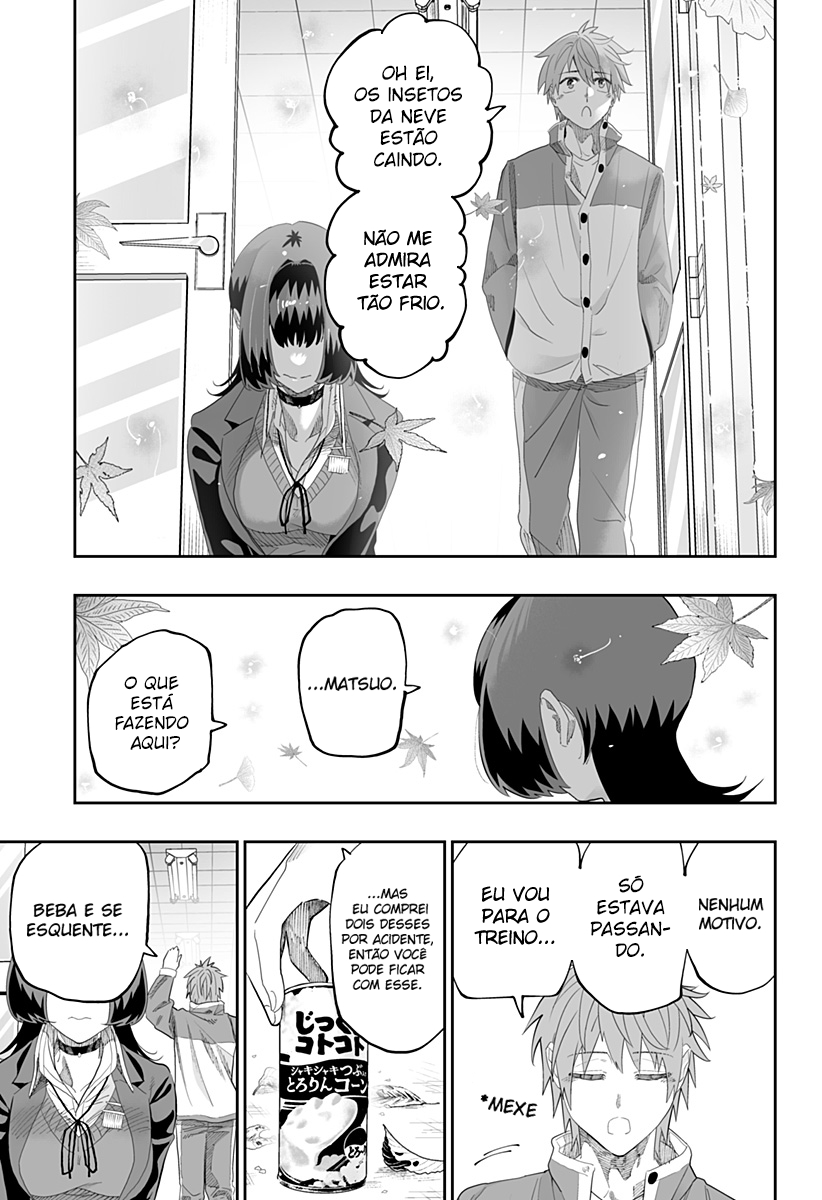 OH EI,
OS INSETOS
DA NEVE
ESTÃO
CAINDO.
NÃO ME
ADMIRA
ESTAR
TÃO FRIO.
...MATSUO.
O QUE
ESTÁ
FAZENDO
AQUI?
NENHUM
MOTIVO.
SÓ
ESTAVA
PASSAN-
DO.
EU VOU
PARA O
TREINO...
*MEXE
...MAS
EU COMPREI
DOIS DESSES
POR ACIDENTE,
ENTÃO VOCÊ
PODE FICAR
COM ESSE.
じっく
コトコト
シャキシャキつぶ
とろりんコーン
BEBA E SE
ESQUENTE...